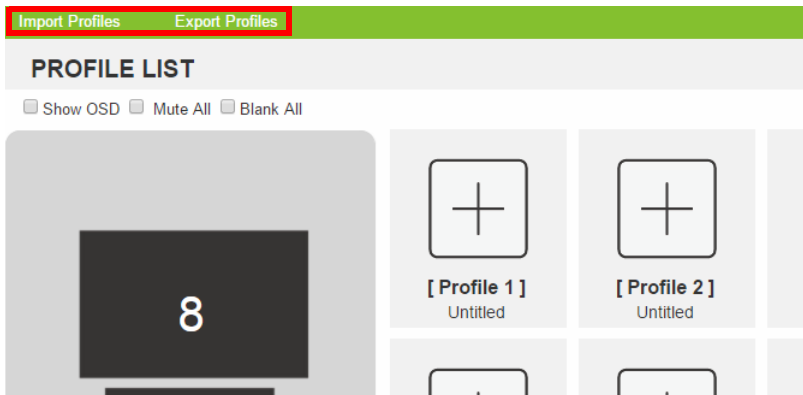 Import Profiles Export Profiles
PROFILE LIST
Show OSD Mute All Blank All
8
[ Profile 1 ] [ Profile 2 ]
Untitled Untitled